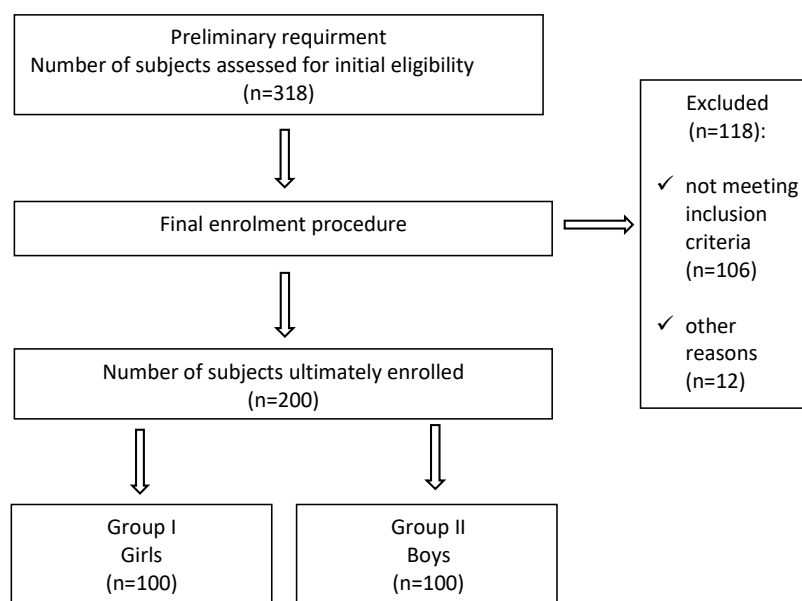 Preliminary requirment
Number of subjects assessed for initial eligibility
(n=318)
Excluded
(n=118):
✓ not meeting
inclusion
criteria
(n=106)
✓ other
reasons
(n=12)
Final enrolment procedure
Number of subjects ultimately enrolled
(n=200)
Group I
Girls
(n=100)
Group II
Boys
(n=100)